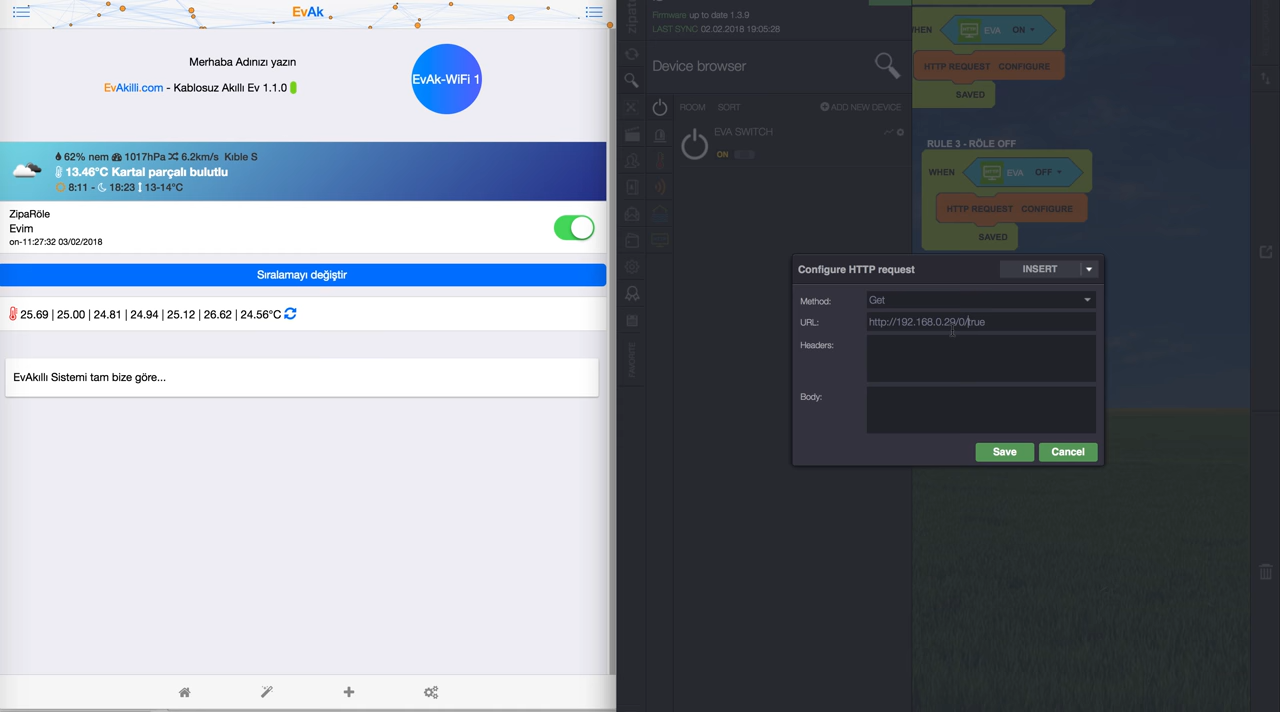 EvAk
Merhaba Adınızı yazın
EvAkilli.com - Kablosuz Akıllı Ev 1.1.0
EvAk-WiFi 1
62% nem 1017hPa 6.2km/s Kıble S
13.46°C Kartal parçalı bulutlu
8:11 - 18:23 13-14°C
ZipaRöle
Evim
on-11:27:32 03/02/2018
Sıralamayı değiştir
25.69 | 25.00 | 24.81 | 24.94 | 25.12 | 26.62 | 24.56°C
EvAkıllı Sistemi tam bize göre...
Firmware up to date 1.3.9
LAST SYNC 02.02.2018 19:05:28
Device browser
ROOM SORT ADD NEW DEVICE
EVA SWITCH
ON
FAVORITE
EVA ON
HTTP REQUEST CONFIGURE
SAVED
RULE 3 - RÖLE OFF
WHEN EVA OFF
HTTP REQUEST CONFIGURE
SAVED
Configure HTTP request
INSERT
Method: Get
URL: http://192.168.0.29/0/true
Headers:
Body:
Save Cancel